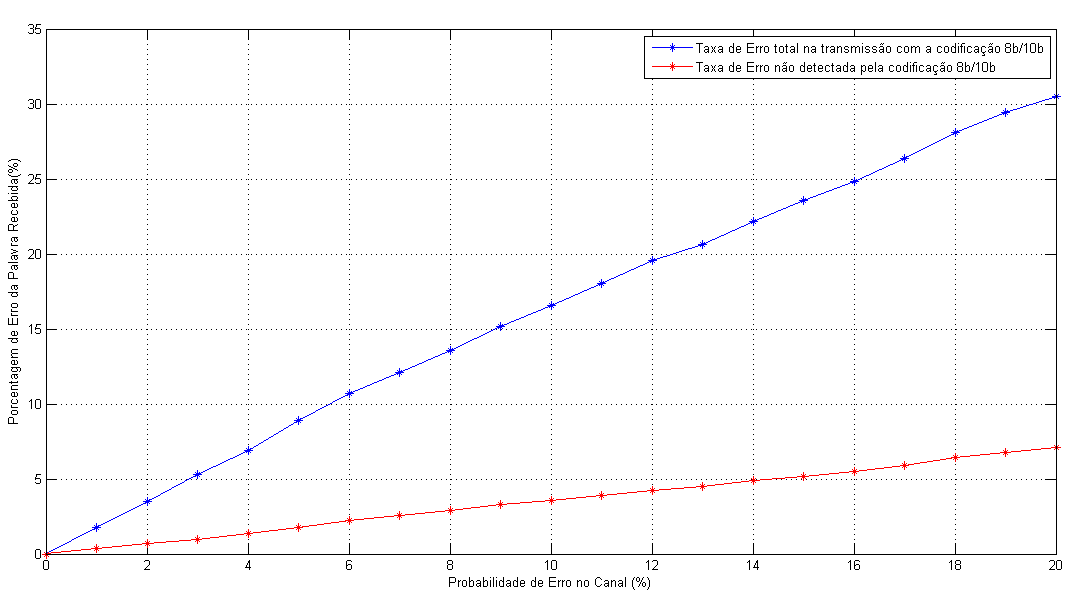 35
30
25
20
15
10
5
0
Porcentagem de Erro da Palavra Recebida(%)
Taxa de Erro total na transmissão com a codificação 8b/10b
Taxa de Erro não detectada pela codificação 8b/10b
0 2 4 6 8 10 12 14 16 18 20
Probabilidade de Erro no Canal (%)